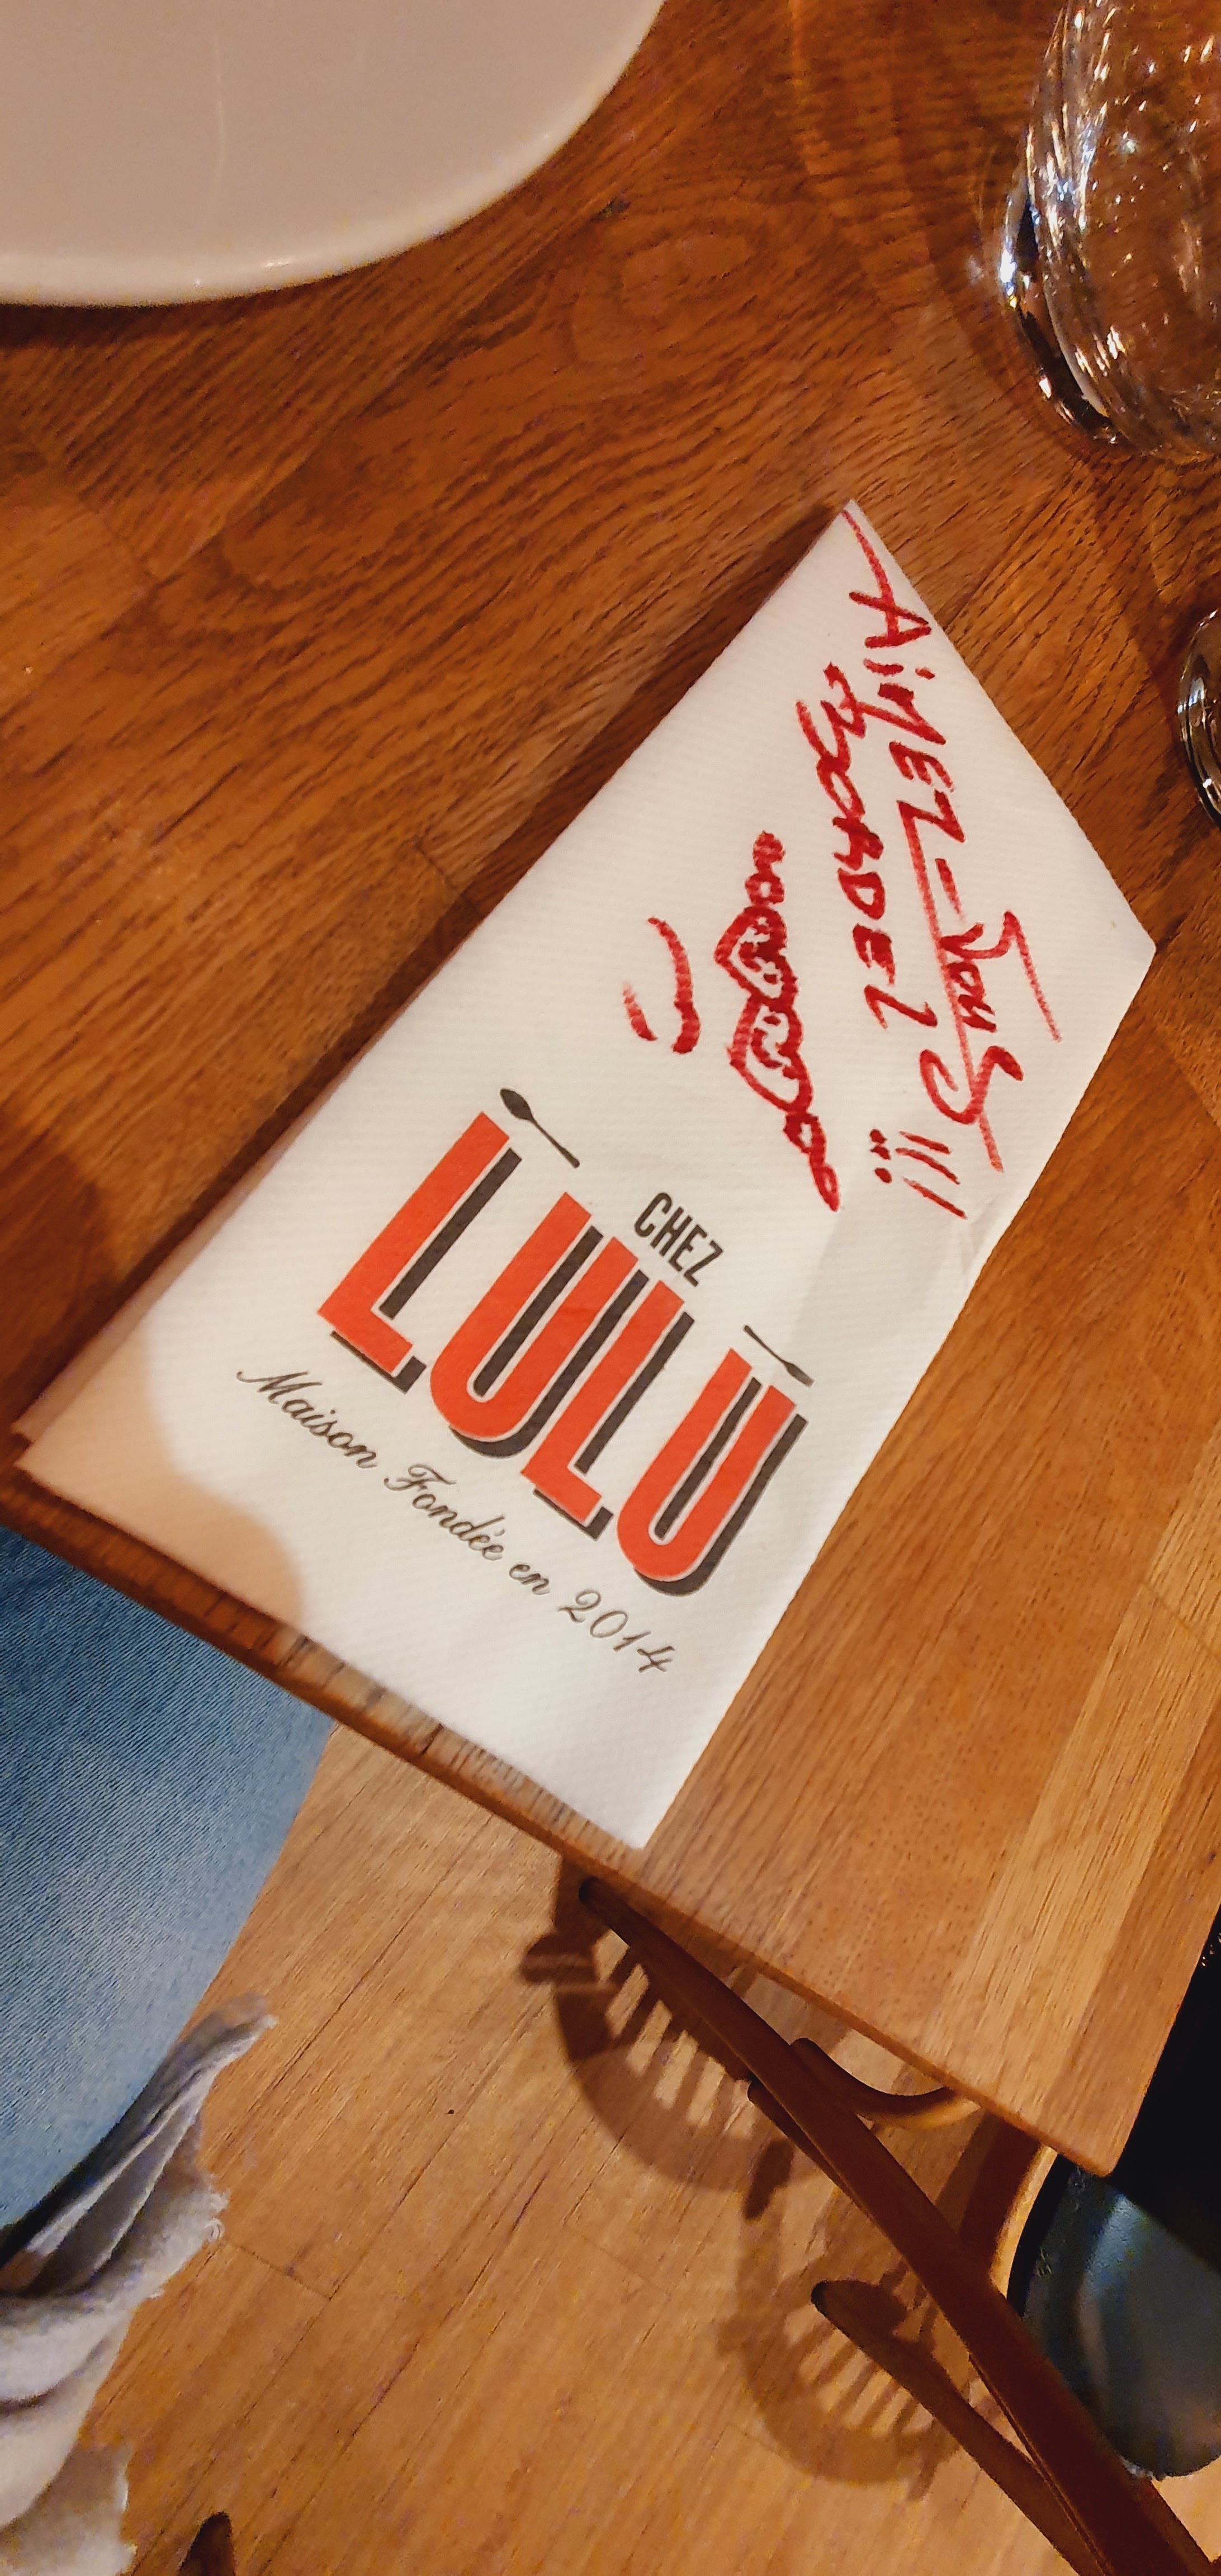 AiMEZ-VOUS
BORDEL !!!
CHEZ
LULU
Maison Fondée en 2014